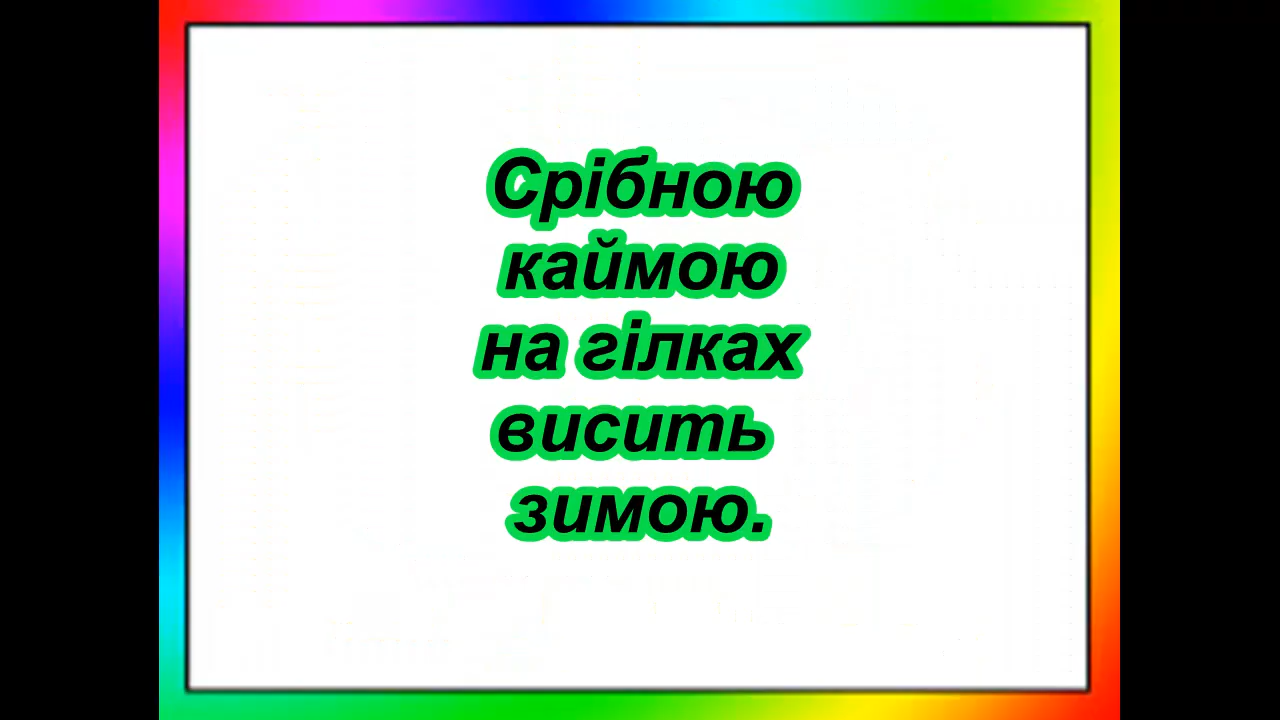 Срібною
каймою
на гілках
висить
зимою.